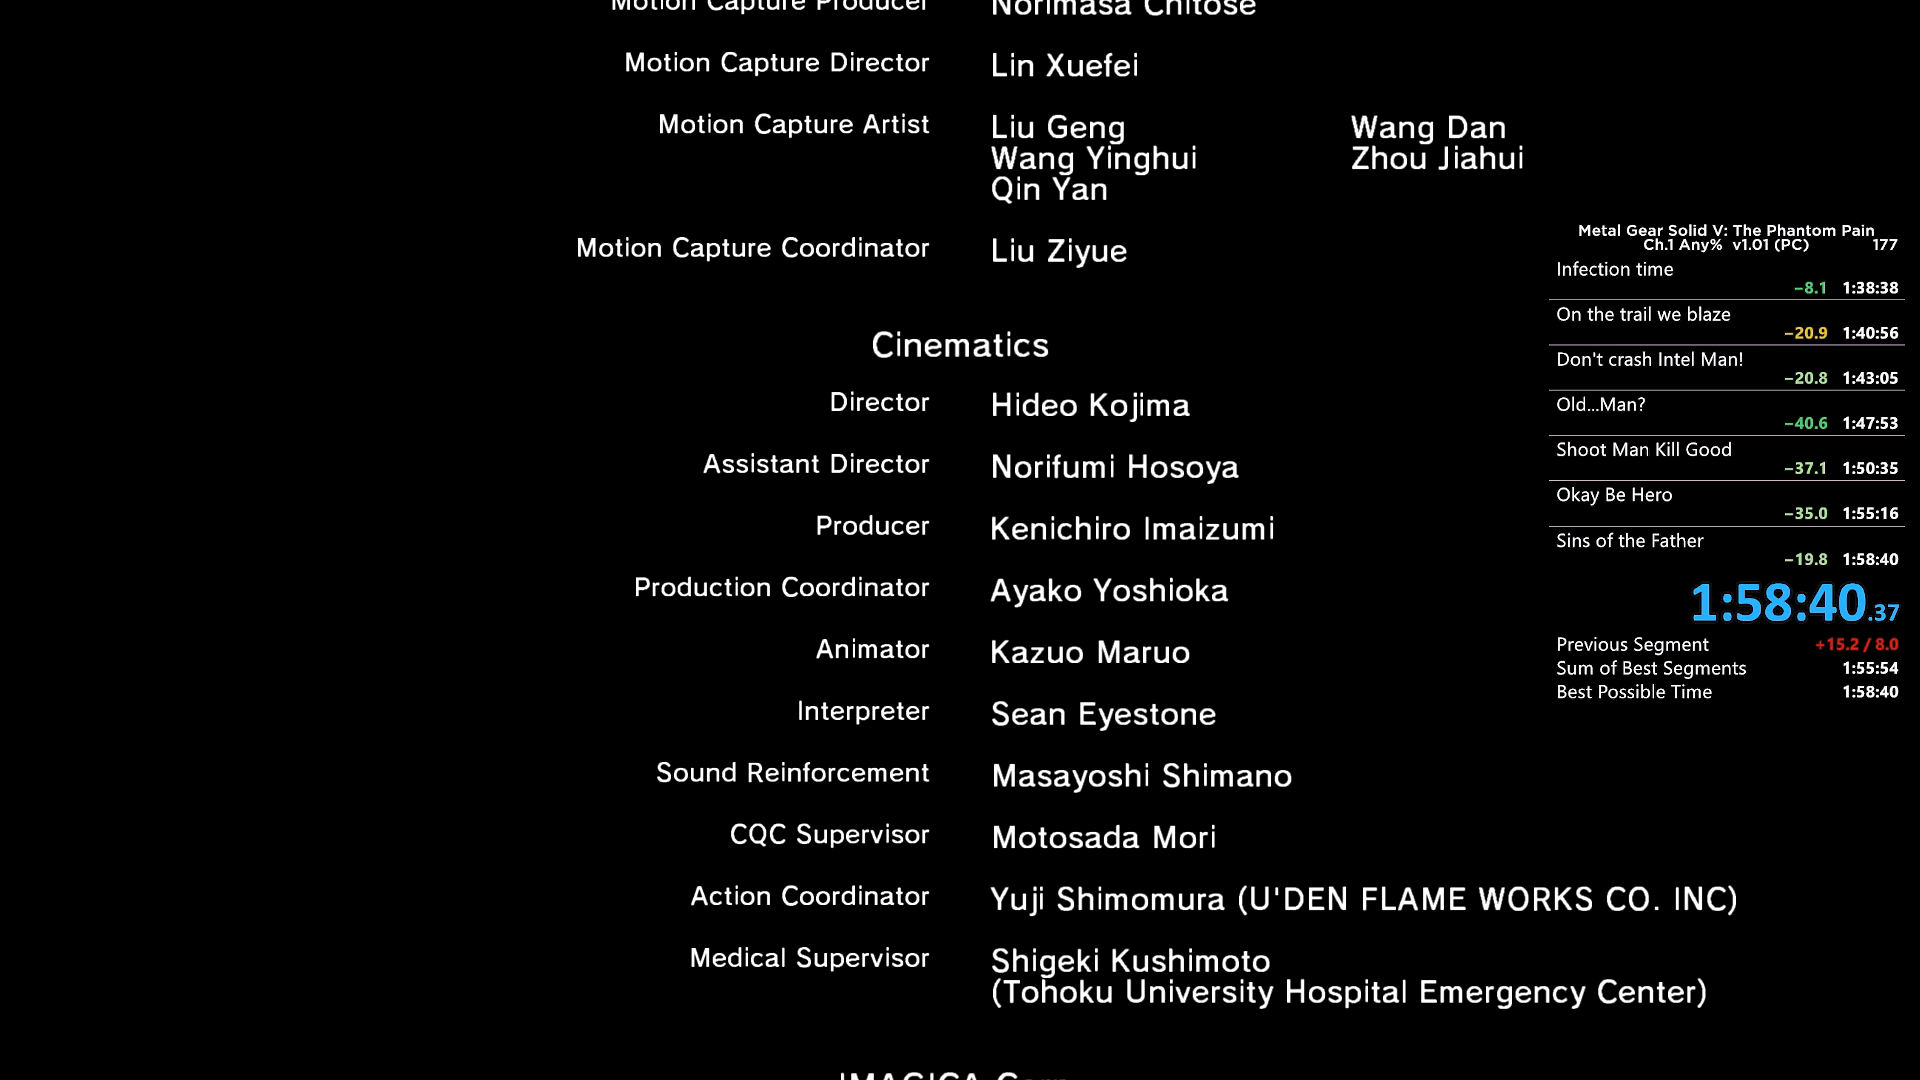 Motion Capture Producer Norimasa Chitose
Motion Capture Director Lin Xuefei
Motion Capture Artist Liu Geng Wang Dan
Wang Yinghui Zhou Jiahui
Qin Yan
Motion Capture Coordinator Liu Ziyue
Cinematics
Director Hideo Kojima
Assistant Director Norifumi Hosoya
Producer Kenichiro Imaizumi
Production Coordinator Ayako Yoshioka
Animator Kazuo Maruo
Interpreter Sean Eyestone
Sound Reinforcement Masayoshi Shimano
CQC Supervisor Motosada Mori
Action Coordinator Yuji Shimomura (U'DEN FLAME WORKS CO. INC)
Medical Supervisor Shigeki Kushimoto
(Tohoku University Hospital Emergency Center)
IMAGICA Corp.
Metal Gear Solid V: The Phantom Pain
Ch.1 Any% v1.01 (PC) 177
Infection time
−8.1 1:38:38
On the trail we blaze
−20.9 1:40:56
Don't crash Intel Man!
−20.8 1:43:05
Old...Man?
−40.6 1:47:53
Shoot Man Kill Good
−37.1 1:50:35
Okay Be Hero
−35.0 1:55:16
Sins of the Father
−19.8 1:58:40
1:58:40.37
Previous Segment +15.2 / 8.0
Sum of Best Segments 1:55:54
Best Possible Time 1:58:40